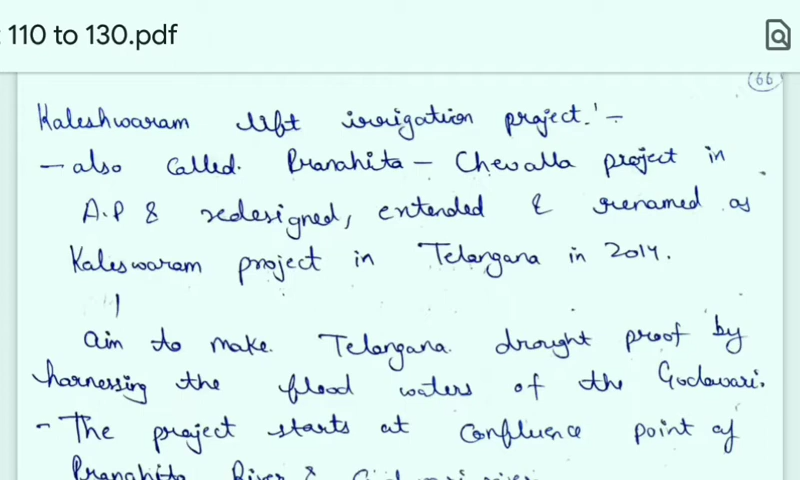 110 to 130.pdf
66
Kaleshwaram lift irrigation project:-
- also called Pranahita - Chevalla project in
A.P & redesigned, extended & renamed as
Kaleswaram project in Telangana in 2014.
aim to make Telangana drought proof by
harnessing the flood waters of the Godavari.
- The project starts at confluence point of
Pranahita River &